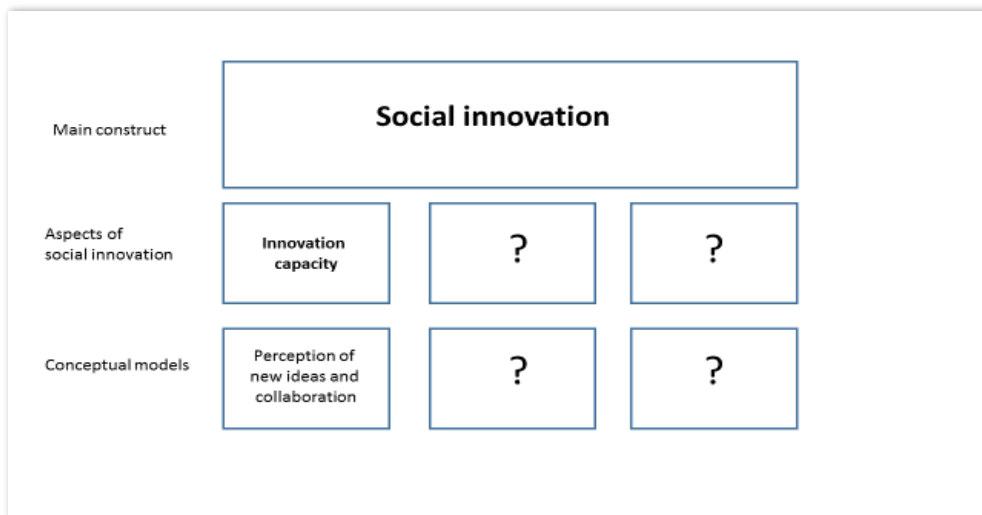 Main construct
Social innovation
Aspects of
social innovation
Innovation
capacity
?
?
Conceptual models
Perception of
new ideas and
collaboration
?
?